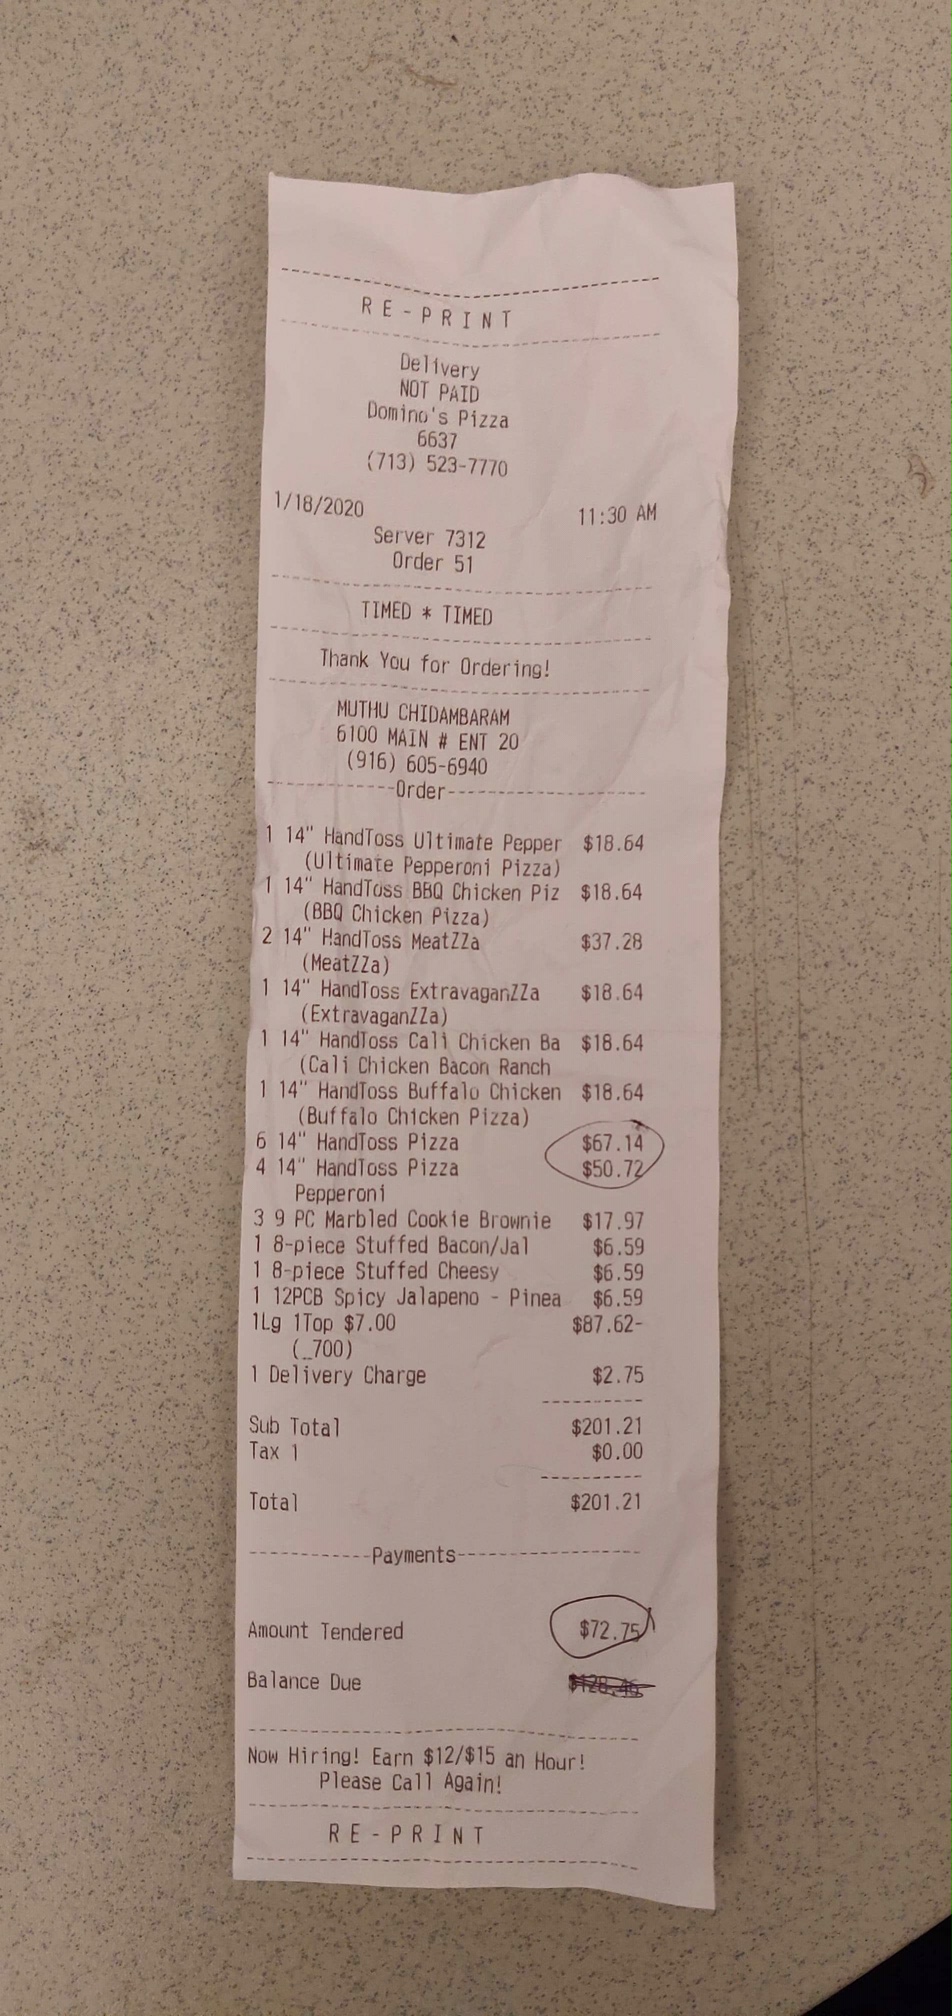 RE-PRINT
Delivery
NOT PAID
Domino's Pizza
6637
(713) 523-7770
1/18/2020 11:30 AM
Server 7312
Order 51
TIMED * TIMED
Thank You for Ordering!
MUTHU CHIDAMBARAM
6100 MAIN # ENT 20
(916) 605-6940
Order
1 14" HandToss Ultimate Pepper $18.64
(Ultimate Pepperoni Pizza)
1 14" HandToss BBQ Chicken Piz $18.64
(BBQ Chicken Pizza)
2 14" HandToss MeatZZa $37.28
(MeatZZa)
1 14" HandToss ExtravaganZZa $18.64
(ExtravaganZZa)
1 14" HandToss Cali Chicken Ba $18.64
(Cali Chicken Bacon Ranch
1 14" HandToss Buffalo Chicken $18.64
(Buffalo Chicken Pizza)
6 14" HandToss Pizza $67.14
4 14" HandToss Pizza $50.72
Pepperoni
3 9 PC Marbled Cookie Brownie $17.97
1 8-piece Stuffed Bacon/Jal $6.59
1 8-piece Stuffed Cheesy $6.59
1 12PCB Spicy Jalapeno - Pinea $6.59
1Lg 1Top $7.00 $87.62-
(_700)
1 Delivery Charge $2.75
Sub Total $201.21
Tax 1 $0.00
Total $201.21
Payments
Amount Tendered $72.75
Balance Due $128.46
Now Hiring! Earn $12/$15 an Hour!
Please Call Again!
RE-PRINT